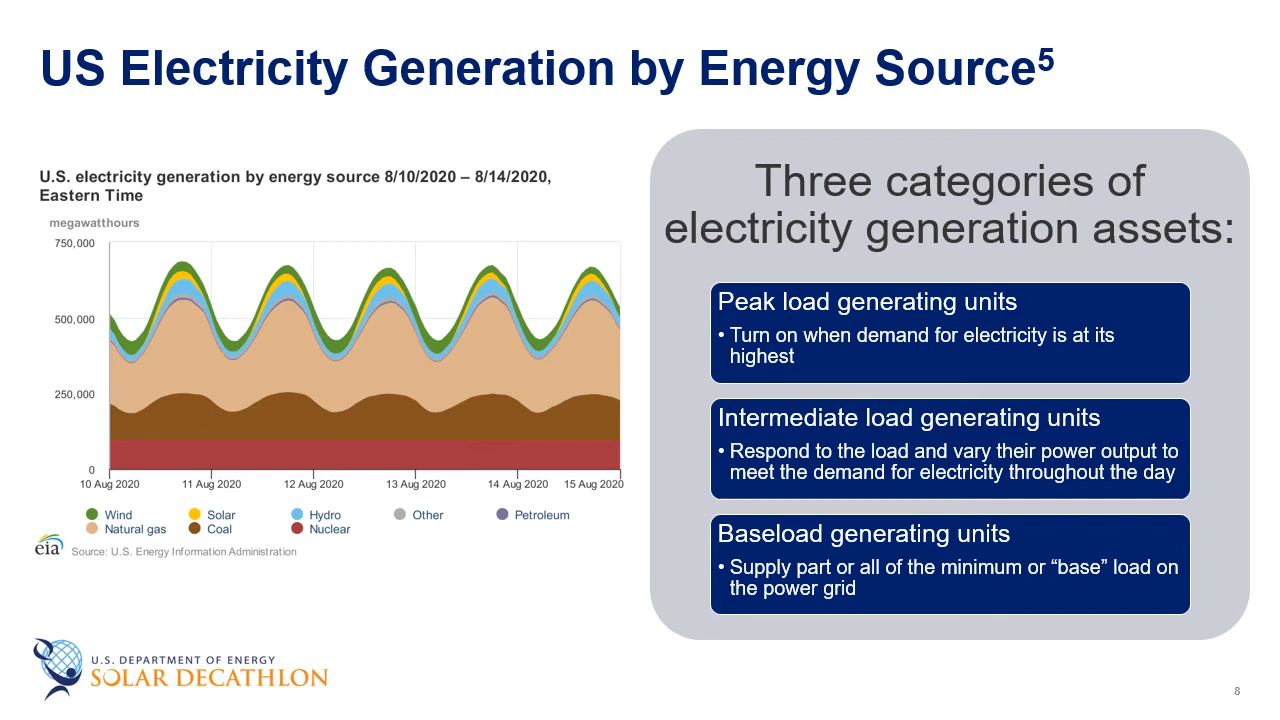 US Electricity Generation by Energy Source⁵
U.S. electricity generation by energy source 8/10/2020 – 8/14/2020,
Eastern Time
megawatthours
750,000
500,000
250,000
0
10 Aug 2020
11 Aug 2020
12 Aug 2020
13 Aug 2020
14 Aug 2020
15 Aug 2020
Wind
Solar
Hydro
Other
Petroleum
Natural gas
Coal
Nuclear
eia
Source: U.S. Energy Information Administration
Three categories of
electricity generation assets:
Peak load generating units
• Turn on when demand for electricity is at its
highest
Intermediate load generating units
• Respond to the load and vary their power output to
meet the demand for electricity throughout the day
Baseload generating units
• Supply part or all of the minimum or “base” load on
the power grid
U.S. DEPARTMENT OF ENERGY
SOLAR DECATHLON
8